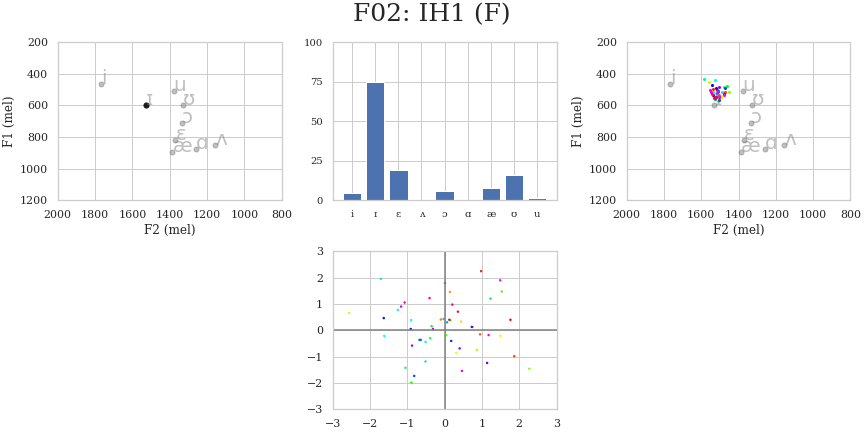 F02: IH1 (F)
200
400
600
800
1000
1200
2000 1800 1600 1400 1200 1000 800
F1 (mel)
F2 (mel)
i
ɪ
u
ʊ
ɔ
ɛ
æ
ɑ
ʌ
100
75
50
25
0
i ɪ ɛ ʌ ɔ ɑ æ ʊ u
200
400
600
800
1000
1200
2000 1800 1600 1400 1200 1000 800
F1 (mel)
F2 (mel)
i
u
ʊ
ɔ
ɛ
æ
ɑ
ʌ
3
2
1
0
−1
−2
−3
−3 −2 −1 0 1 2 3